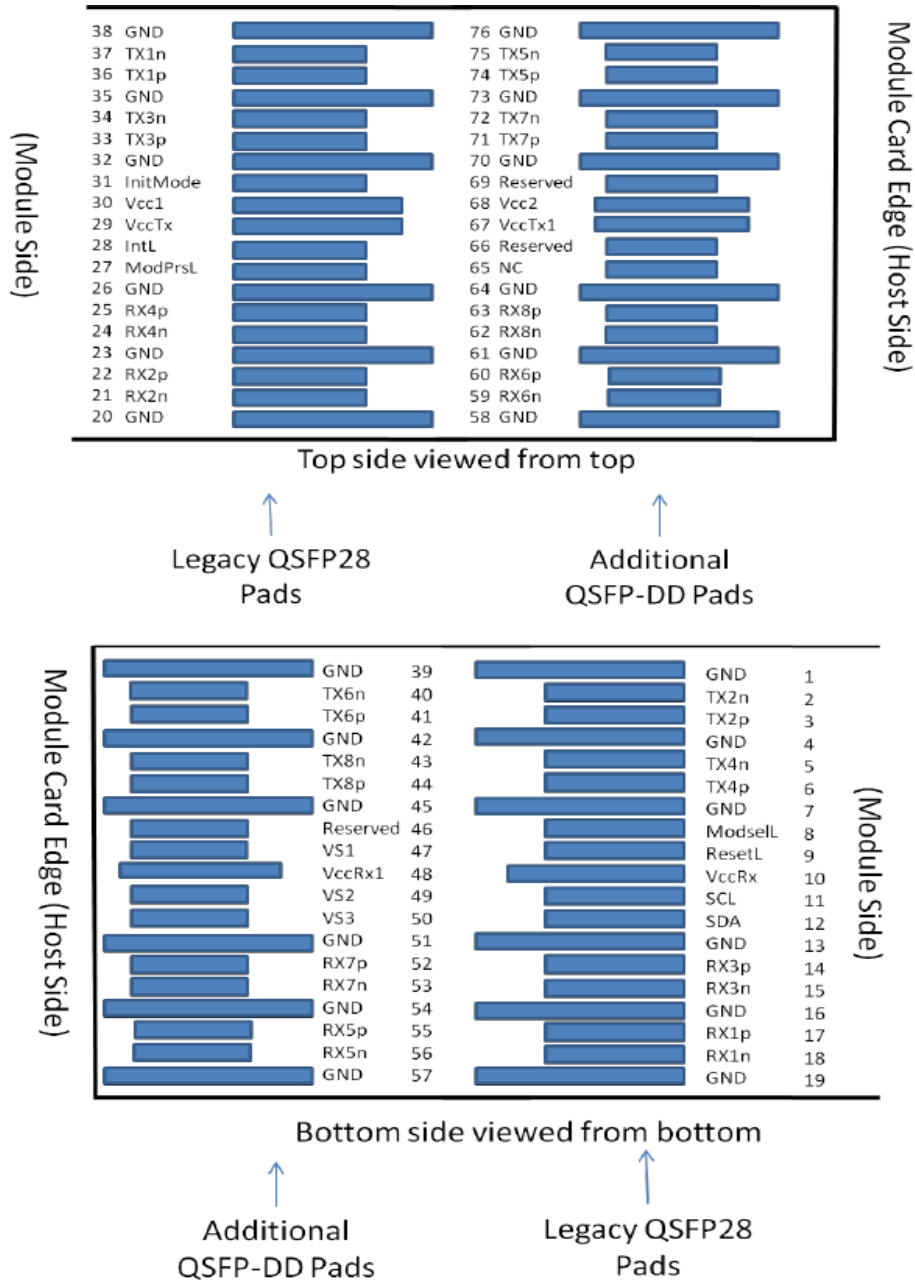 38 GND 76 GND
37 TX1n 75 TX5n
36 TX1p 74 TX5p
35 GND 73 GND
34 TX3n 72 TX7n
33 TX3p 71 TX7p
32 GND 70 GND
31 InitMode 69 Reserved
30 Vcc1 68 Vcc2
29 VccTx 67 VccTx1
28 IntL 66 Reserved
27 ModPrsL 65 NC
26 GND 64 GND
25 RX4p 63 RX8p
24 RX4n 62 RX8n
23 GND 61 GND
22 RX2p 60 RX6p
21 RX2n 59 RX6n
20 GND 58 GND
(Module Side)
Module Card Edge (Host Side)
Top side viewed from top
Legacy QSFP28
Pads
Additional
QSFP-DD Pads
Module Card Edge (Host Side)
GND 39 GND 1
TX6n 40 TX2n 2
TX6p 41 TX2p 3
GND 42 GND 4
TX8n 43 TX4n 5
TX8p 44 TX4p 6
GND 45 GND 7
Reserved 46 ModselL 8
VS1 47 ResetL 9
VccRx1 48 VccRx 10
VS2 49 SCL 11
VS3 50 SDA 12
GND 51 GND 13
RX7p 52 RX3p 14
RX7n 53 RX3n 15
GND 54 GND 16
RX5p 55 RX1p 17
RX5n 56 RX1n 18
GND 57 GND 19
(Module Side)
Bottom side viewed from bottom
Additional
QSFP-DD Pads
Legacy QSFP28
Pads